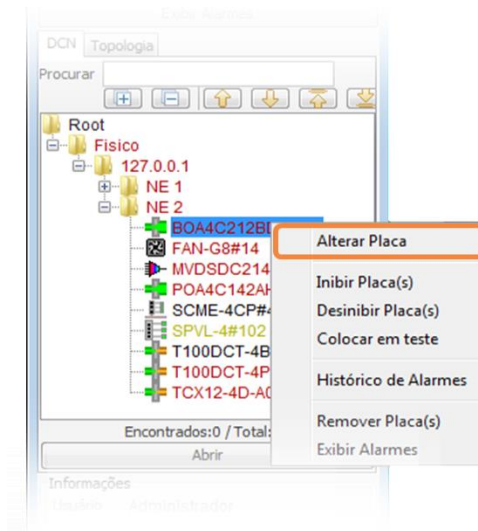 Exibir Alarmes
DCN Topologia
Procurar
Root
Fisico
127.0.0.1
NE 1
NE 2
BOA4C212BD
FAN-G8#14
MVDSDC214
POA4C142AH
SCME-4CP#4
SPVL-4#102
T100DCT-4B
T100DCT-4P
TCX12-4D-A0
Alterar Placa
Inibir Placa(s)
Desinibir Placa(s)
Colocar em teste
Histórico de Alarmes
Remover Placa(s)
Exibir Alarmes
Encontrados:0 / Total:
Abrir
Informações
Usuário Administrador